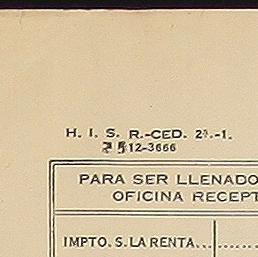 H. I. S. R.-CED. 2ª.-1.
12-3666
PARA SER LLENADO
OFICINA RECEPT
IMPTO. S. LA RENTA...